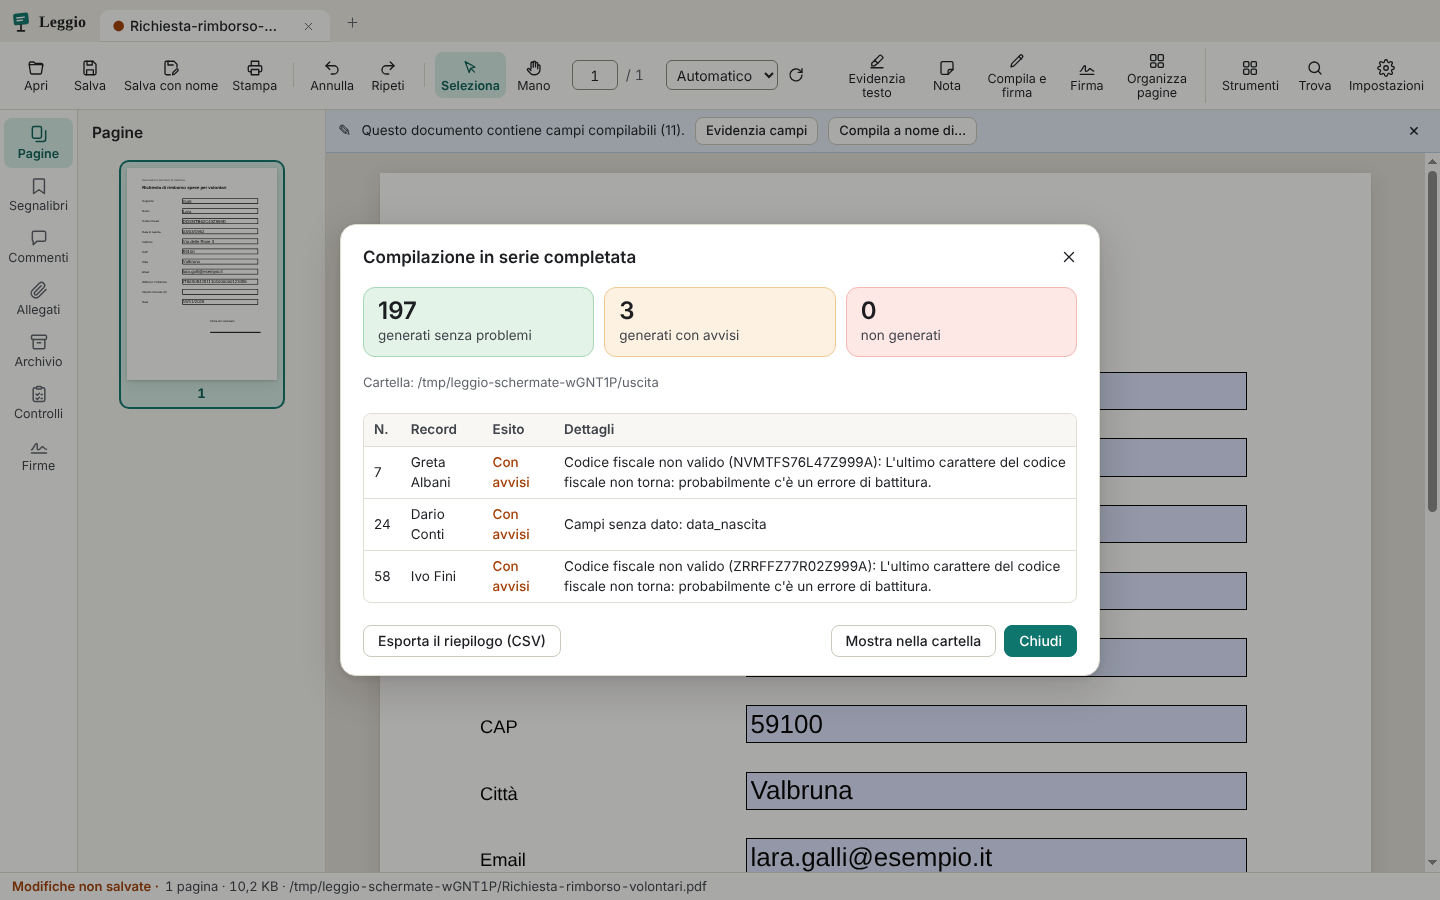 Leggio
Richiesta-rimborso-...
Apri
Salva
Salva con nome
Stampa
Annulla
Ripeti
Seleziona
Mano
1 / 1
Automatico
Evidenzia testo
Nota
Compila e firma
Firma
Organizza pagine
Strumenti
Trova
Impostazioni
Pagine
Segnalibri
Commenti
Allegati
Archivio
Controlli
Firme
Pagine
Richiesta di rimborso spese per volontari
1
Questo documento contiene campi compilabili (11).
Evidenzia campi
Compila a nome di...
Compilazione in serie completata
197
generati senza problemi
3
generati con avvisi
0
non generati
Cartella: /tmp/leggio-schermate-wGNT1P/uscita
N. Record Esito Dettagli
7 Greta Albani Con avvisi Codice fiscale non valido (NVMTFS76L47Z999A): L'ultimo carattere del codice
fiscale non torna: probabilmente c'è un errore di battitura.
24 Dario Conti Con avvisi Campi senza dato: data_nascita
58 Ivo Fini Con avvisi Codice fiscale non valido (ZRRFFZ77R02Z999A): L'ultimo carattere del codice
fiscale non torna: probabilmente c'è un errore di battitura.
Esporta il riepilogo (CSV)
Mostra nella cartella
Chiudi
CAP 59100
Città Valbruna
Email lara.galli@esempio.it
Modifiche non salvate · 1 pagina · 10,2 KB · /tmp/leggio-schermate-wGNT1P/Richiesta-rimborso-volontari.pdf